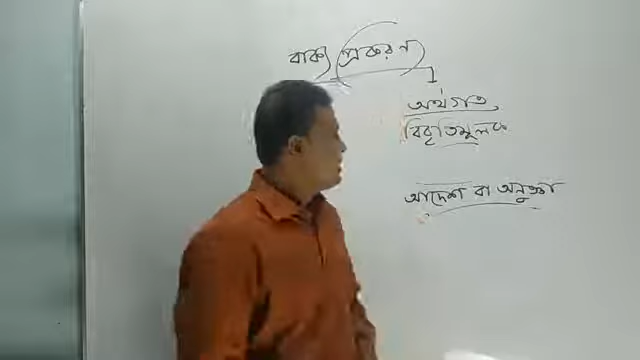 বাক্য (প্রকরণ)
অর্থগত,
বিবৃতিমূলক
আদেশ বা অনুজ্ঞা